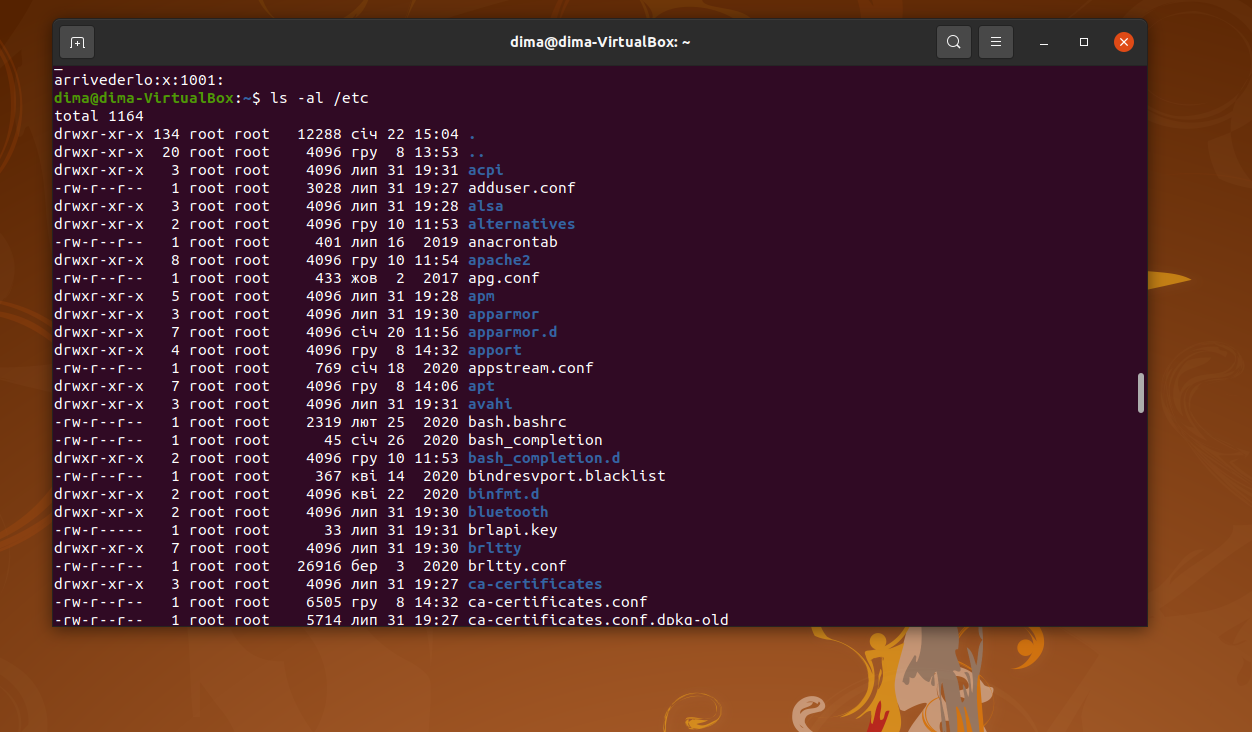 dima@dima-VirtualBox: ~
arrivederlo:x:1001:
dima@dima-VirtualBox:~$ ls -al /etc
total 1164
drwxr-xr-x 134 root root   12288 січ 22 15:04 .
drwxr-xr-x  20 root root    4096 гру  8 13:53 ..
drwxr-xr-x   3 root root    4096 лип 31 19:31 acpi
-rw-r--r--   1 root root    3028 лип 31 19:27 adduser.conf
drwxr-xr-x   3 root root    4096 лип 31 19:28 alsa
drwxr-xr-x   2 root root    4096 гру 10 11:53 alternatives
-rw-r--r--   1 root root     401 лип 16  2019 anacrontab
drwxr-xr-x   8 root root    4096 гру 10 11:54 apache2
-rw-r--r--   1 root root     433 жов  2  2017 apg.conf
drwxr-xr-x   5 root root    4096 лип 31 19:28 apm
drwxr-xr-x   3 root root    4096 лип 31 19:30 apparmor
drwxr-xr-x   7 root root    4096 січ 20 11:56 apparmor.d
drwxr-xr-x   4 root root    4096 гру  8 14:32 apport
-rw-r--r--   1 root root     769 січ 18  2020 appstream.conf
drwxr-xr-x   7 root root    4096 гру  8 14:06 apt
drwxr-xr-x   3 root root    4096 лип 31 19:31 avahi
-rw-r--r--   1 root root    2319 лют 25  2020 bash.bashrc
-rw-r--r--   1 root root      45 січ 26  2020 bash_completion
drwxr-xr-x   2 root root    4096 гру 10 11:53 bash_completion.d
-rw-r--r--   1 root root     367 кві 14  2020 bindresvport.blacklist
drwxr-xr-x   2 root root    4096 кві 22  2020 binfmt.d
drwxr-xr-x   2 root root    4096 лип 31 19:30 bluetooth
-rw-r-----   1 root root      33 лип 31 19:31 brlapi.key
drwxr-xr-x   7 root root    4096 лип 31 19:30 brltty
-rw-r--r--   1 root root   26916 бер  3  2020 brltty.conf
drwxr-xr-x   3 root root    4096 лип 31 19:27 ca-certificates
-rw-r--r--   1 root root    6505 гру  8 14:32 ca-certificates.conf
-rw-r--r--   1 root root    5714 лип 31 19:27 ca-certificates.conf.dpkg-old